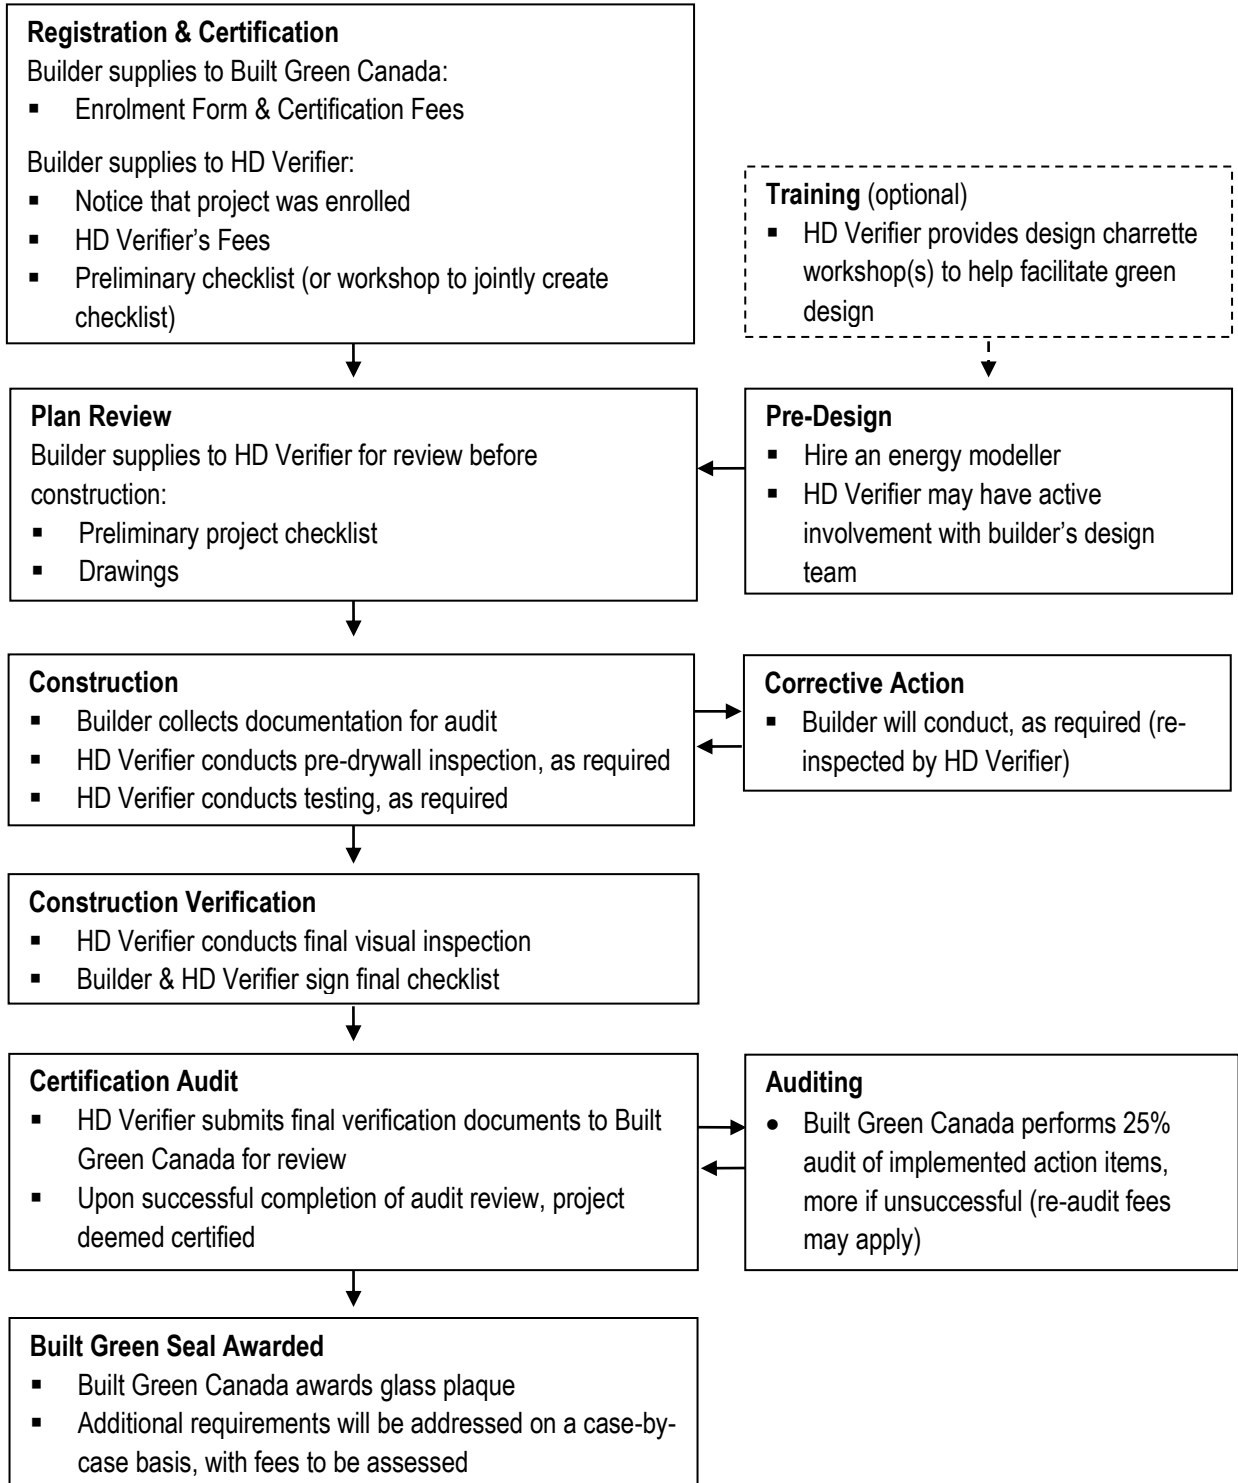 Registration & Certification
Builder supplies to Built Green Canada:
▪ Enrolment Form & Certification Fees
Builder supplies to HD Verifier:
▪ Notice that project was enrolled
▪ HD Verifier's Fees
▪ Preliminary checklist (or workshop to jointly create
checklist)
Training (optional)
▪ HD Verifier provides design charrette
workshop(s) to help facilitate green
design
Plan Review
Builder supplies to HD Verifier for review before
construction:
▪ Preliminary project checklist
▪ Drawings
Pre-Design
▪ Hire an energy modeller
▪ HD Verifier may have active
involvement with builder's design
team
Construction
▪ Builder collects documentation for audit
▪ HD Verifier conducts pre-drywall inspection, as required
▪ HD Verifier conducts testing, as required
Corrective Action
▪ Builder will conduct, as required (re-
inspected by HD Verifier)
Construction Verification
▪ HD Verifier conducts final visual inspection
▪ Builder & HD Verifier sign final checklist
Certification Audit
▪ HD Verifier submits final verification documents to Built
Green Canada for review
▪ Upon successful completion of audit review, project
deemed certified
Auditing
• Built Green Canada performs 25%
audit of implemented action items,
more if unsuccessful (re-audit fees
may apply)
Built Green Seal Awarded
▪ Built Green Canada awards glass plaque
▪ Additional requirements will be addressed on a case-by-
case basis, with fees to be assessed